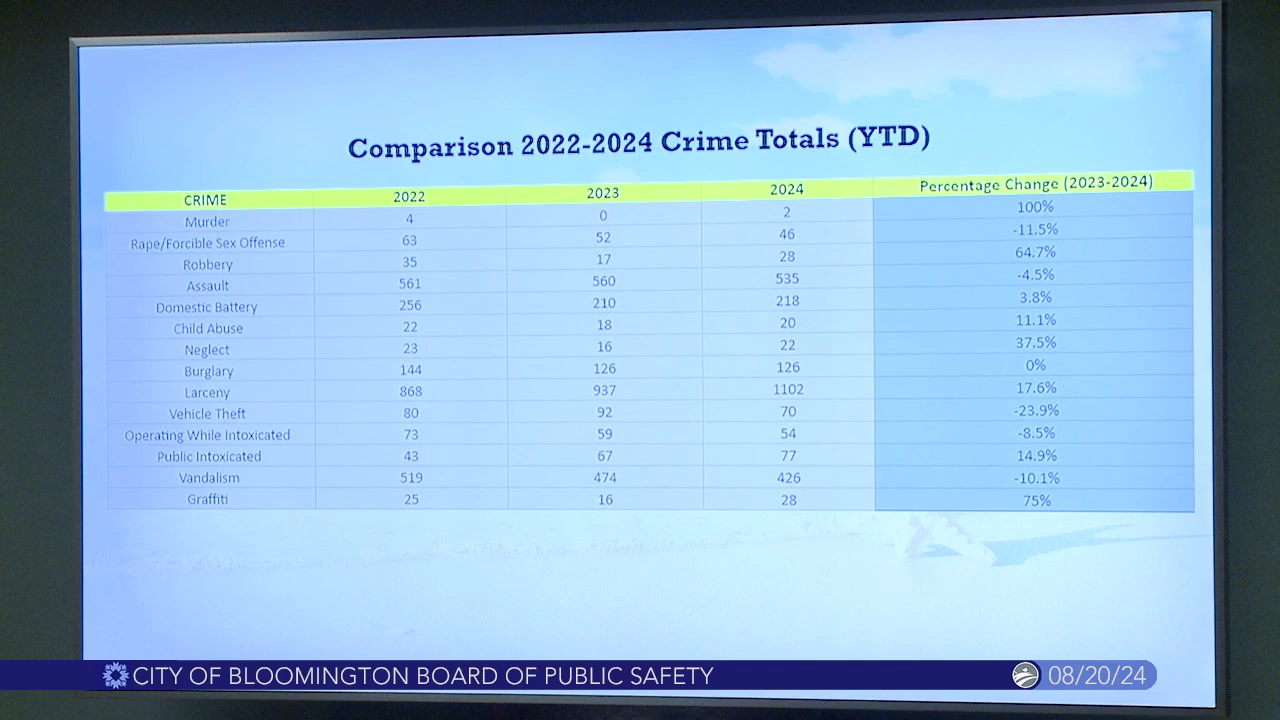 Comparison 2022-2024 Crime Totals (YTD)
CRIME 2022 2023 2024 Percentage Change (2023-2024)
Murder 4 0 2 100%
Rape/Forcible Sex Offense 63 52 46 -11.5%
Robbery 35 17 28 64.7%
Assault 561 560 535 -4.5%
Domestic Battery 256 210 218 3.8%
Child Abuse 22 18 20 11.1%
Neglect 23 16 22 37.5%
Burglary 144 126 126 0%
Larceny 868 937 1102 17.6%
Vehicle Theft 80 92 70 -23.9%
Operating While Intoxicated 73 59 54 -8.5%
Public Intoxicated 43 67 77 14.9%
Vandalism 519 474 426 -10.1%
Graffiti 25 16 28 75%
CITY OF BLOOMINGTON BOARD OF PUBLIC SAFETY 08/20/24